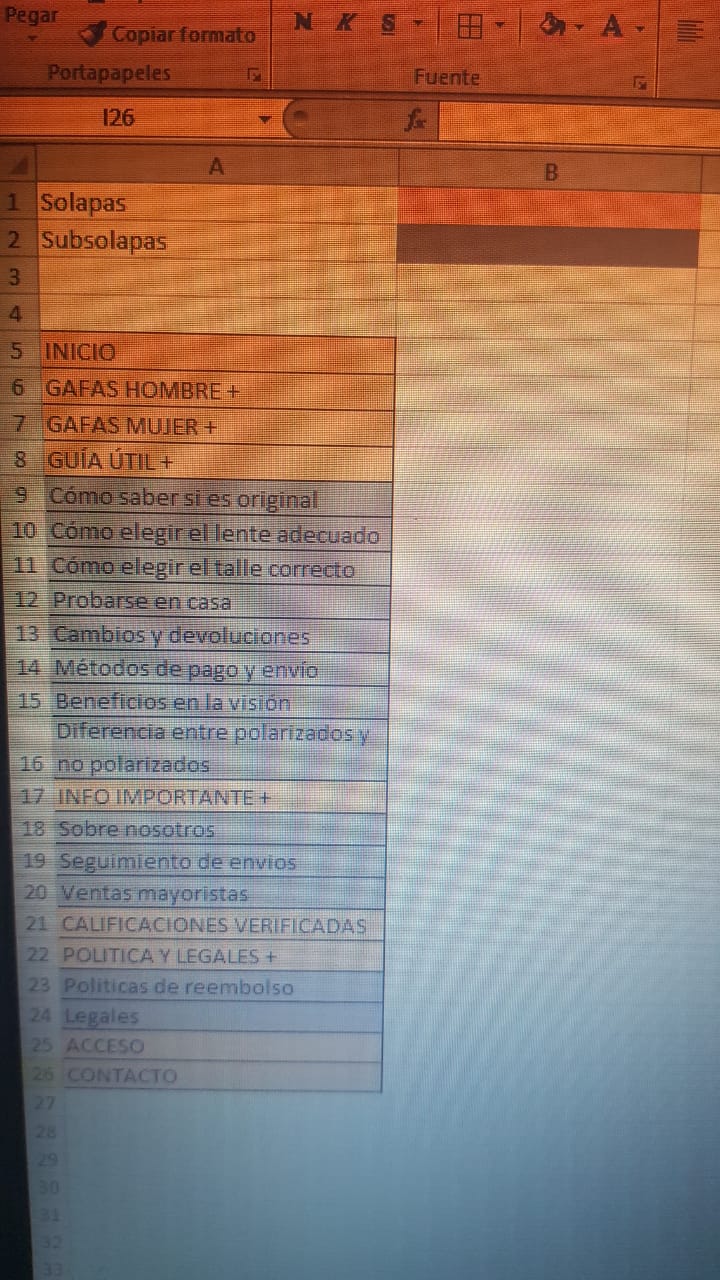 Pegar
Copiar formato
N K S A
Portapapeles
Fuente
I26
fx
A B
1 Solapas
2 Subsolapas
3
4
5 INICIO
6 GAFAS HOMBRE +
7 GAFAS MUJER +
8 GUÍA ÚTIL +
9 Cómo saber si es original
10 Cómo elegir el lente adecuado
11 Cómo elegir el talle correcto
12 Probarse en casa
13 Cambios y devoluciones
14 Métodos de pago y envío
15 Beneficios en la visión
Diferencia entre polarizados y
16 no polarizados
17 INFO IMPORTANTE +
18 Sobre nosotros
19 Seguimiento de envios
20 Ventas mayoristas
21 CALIFICACIONES VERIFICADAS
22 POLITICA Y LEGALES +
23 Politicas de reembolso
24 Legales
25 ACCESO
26 CONTACTO
27
28
29
30
31
32
33